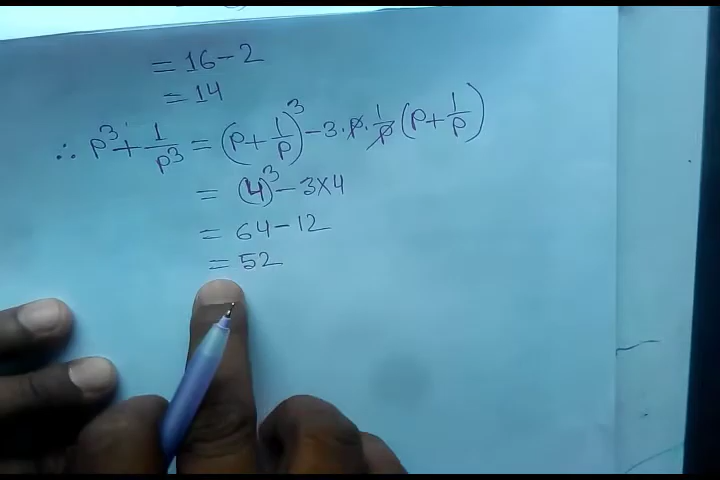 = 16 - 2
= 14
∴ p³ + 1/p³ = (p + 1/p)³ - 3 · p · 1/p (p + 1/p)
= (4)³ - 3 × 4
= 64 - 12
= 52